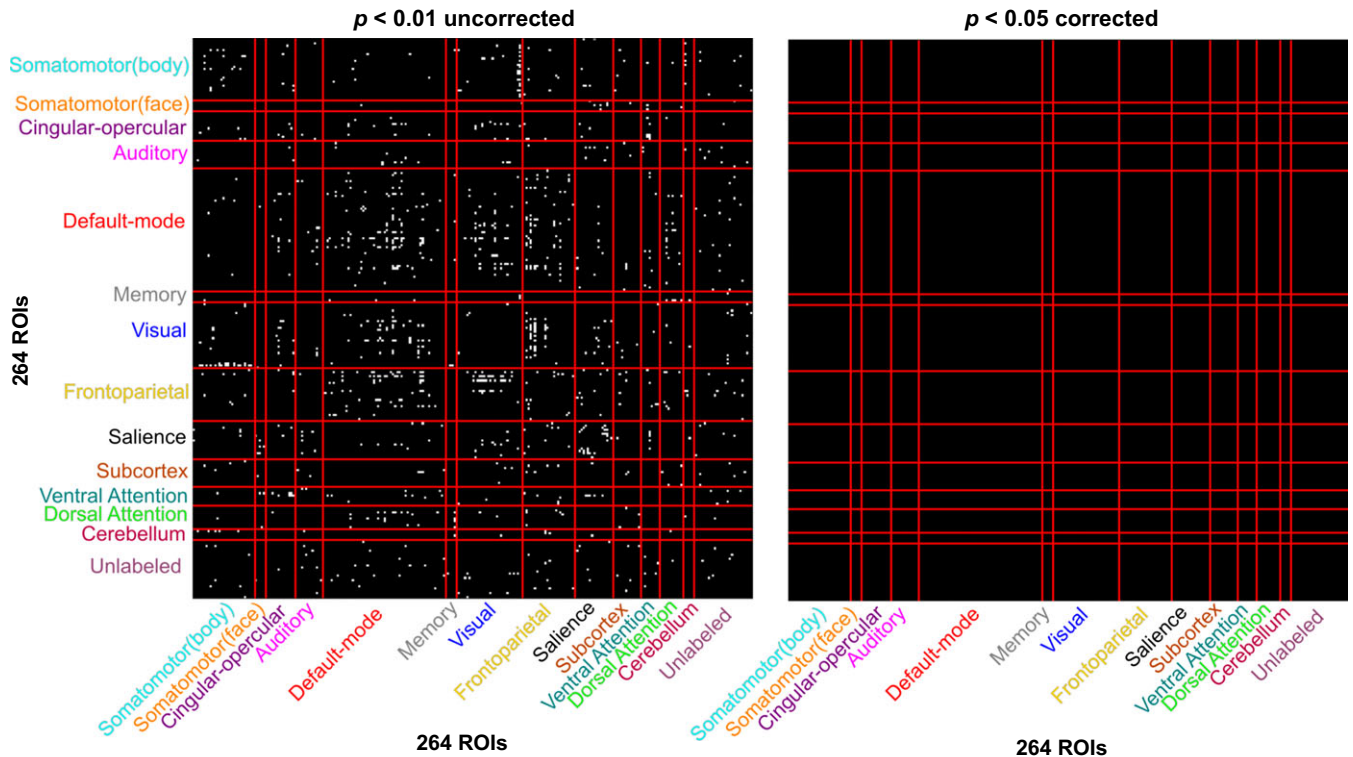 p < 0.01 uncorrected
p < 0.05 corrected
Somatomotor(body)
Somatomotor(face)
Cingular-opercular
Auditory
Default-mode
Memory
Visual
Frontoparietal
Salience
Subcortex
Ventral Attention
Dorsal Attention
Cerebellum
Unlabeled
264 ROIs
Somatomotor(body)
Somatomotor(face)
Cingular-opercular
Auditory
Default-mode
Memory
Visual
Frontoparietal
Salience
Subcortex
Ventral Attention
Dorsal Attention
Cerebellum
Unlabeled
264 ROIs
Somatomotor(body)
Somatomotor(face)
Cingular-opercular
Auditory
Default-mode
Memory
Visual
Frontoparietal
Salience
Subcortex
Ventral Attention
Dorsal Attention
Cerebellum
Unlabeled
264 ROIs